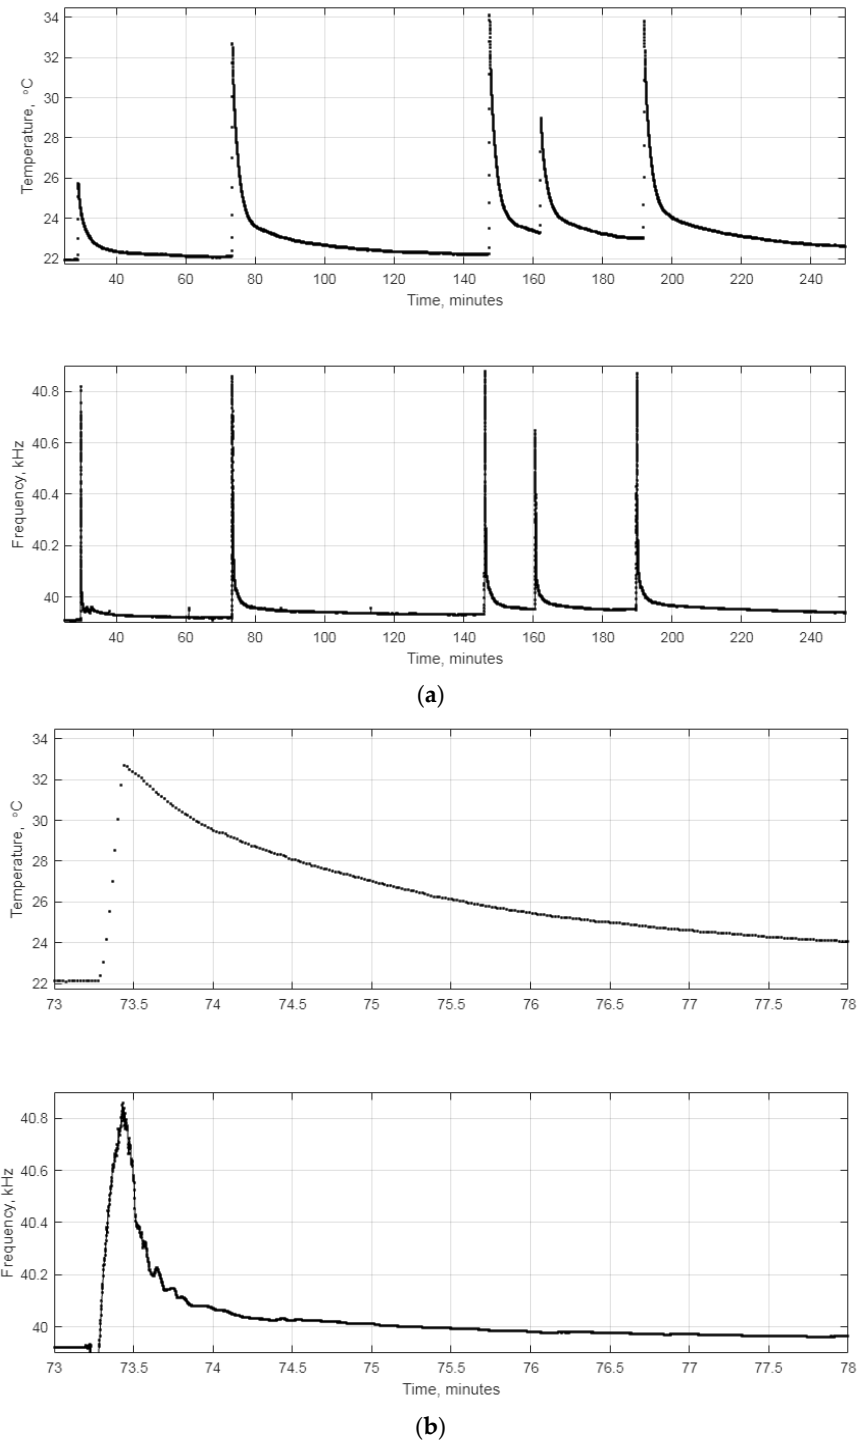 34
32
30
28
26
24
22
Temperature, °C
40 60 80 100 120 140 160 180 200 220 240
Time, minutes
40.8
40.6
40.4
40.2
40
Frequency, kHz
40 60 80 100 120 140 160 180 200 220 240
Time, minutes
(a)
34
32
30
28
26
24
22
Temperature, °C
73 73.5 74 74.5 75 75.5 76 76.5 77 77.5 78
40.8
40.6
40.4
40.2
40
Frequency, kHz
73 73.5 74 74.5 75 75.5 76 76.5 77 77.5 78
Time, minutes
(b)